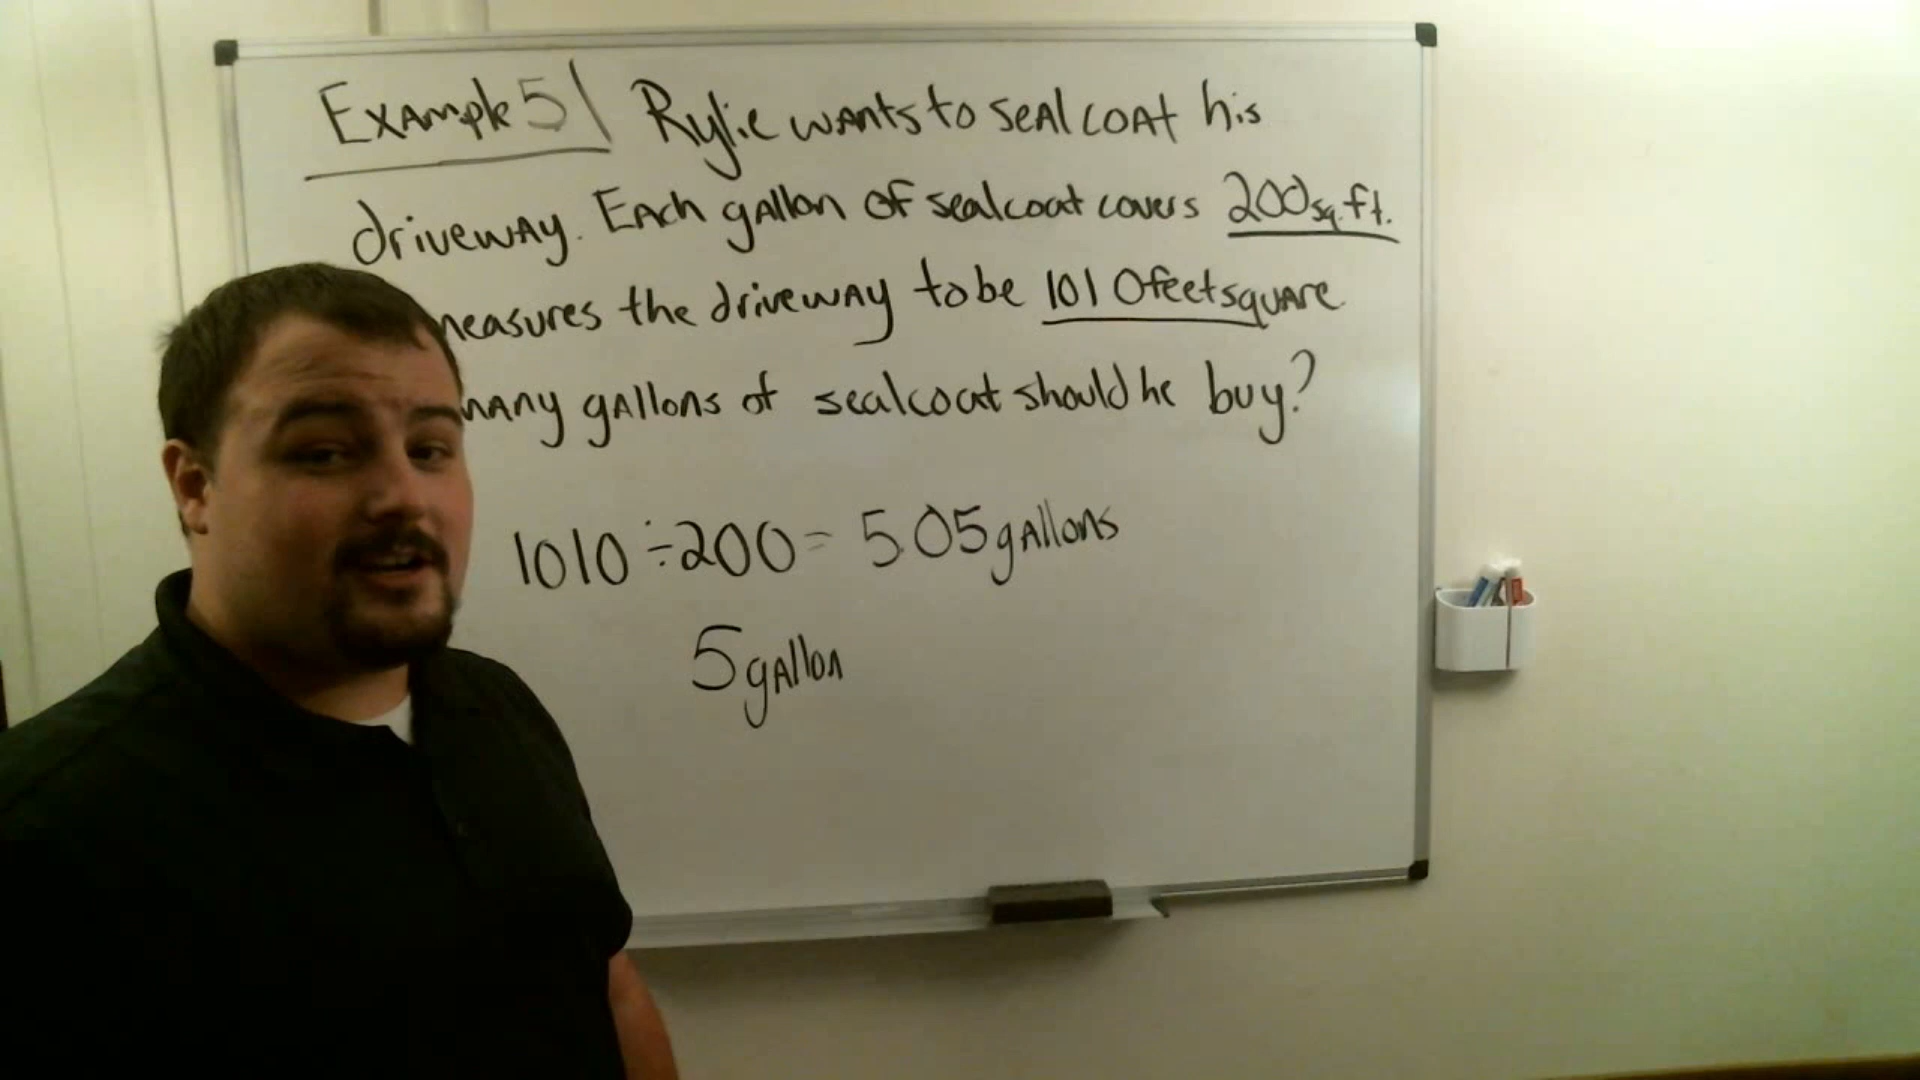 Example 5 Rylie wants to seal coat his
driveway. Each gallon of sealcoat covers 200 sq. ft.
measures the driveway to be 1010 feet square
many gallons of sealcoat should he buy?
1010 ÷ 200 = 5.05 gallons
5 gallon